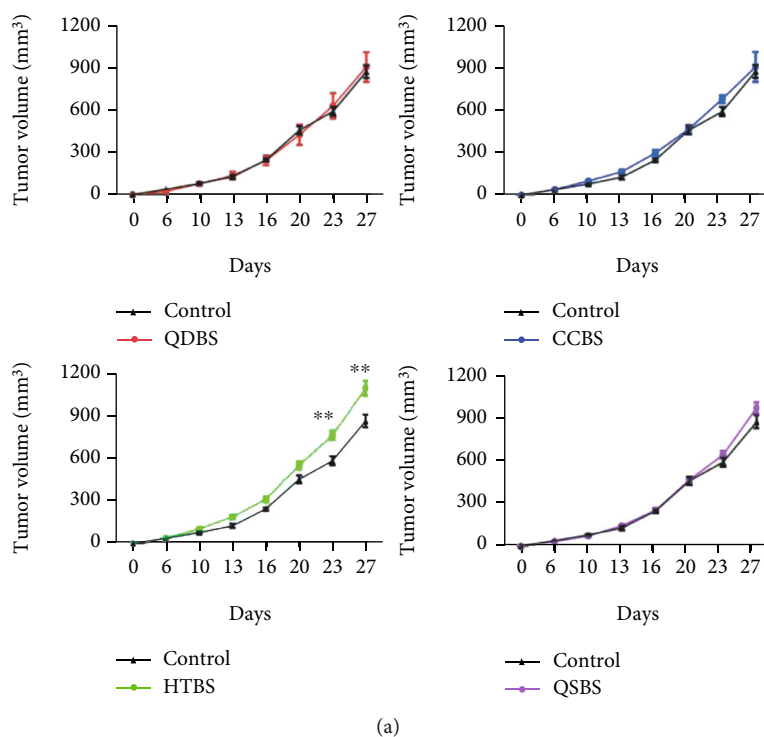 Tumor volume (mm³)
1200
900
600
300
0
0 6 10 13 16 20 23 27
Days
Control
QDBS
Tumor volume (mm³)
1200
900
600
300
0
0 6 10 13 16 20 23 27
Days
Control
CCBS
Tumor volume (mm³)
1200
900
600
300
0
**
**
0 6 10 13 16 20 23 27
Days
Control
HTBS
Tumor volume (mm³)
1200
900
600
300
0
0 6 10 13 16 20 23 27
Days
Control
QSBS
(a)